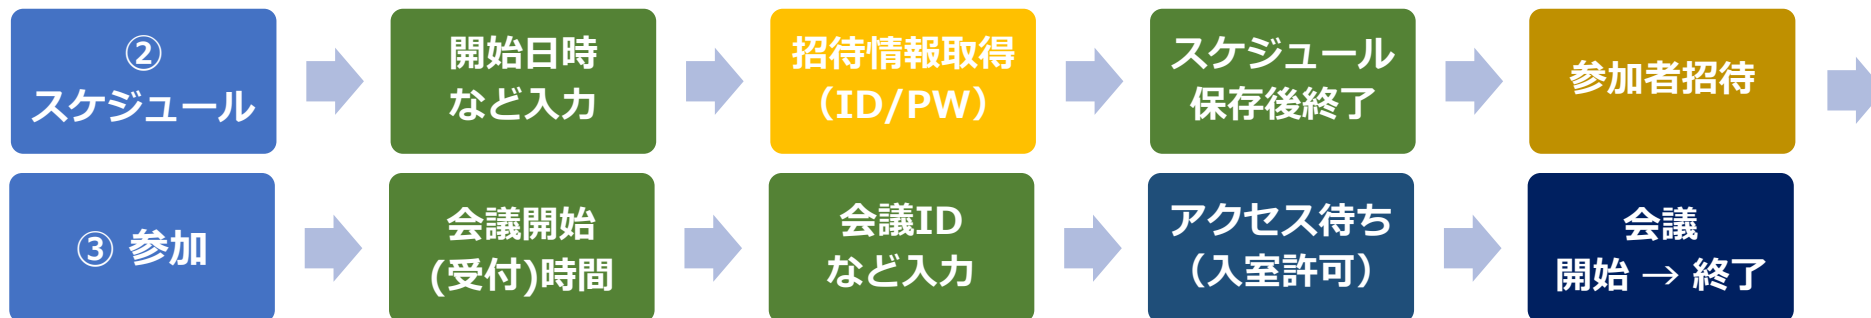 ②
スケジュール
開始日時
など入力
招待情報取得
（ID/PW）
スケジュール
保存後終了
参加者招待
③ 参加
会議開始
(受付)時間
会議ID
など入力
アクセス待ち
（入室許可）
会議
開始 → 終了